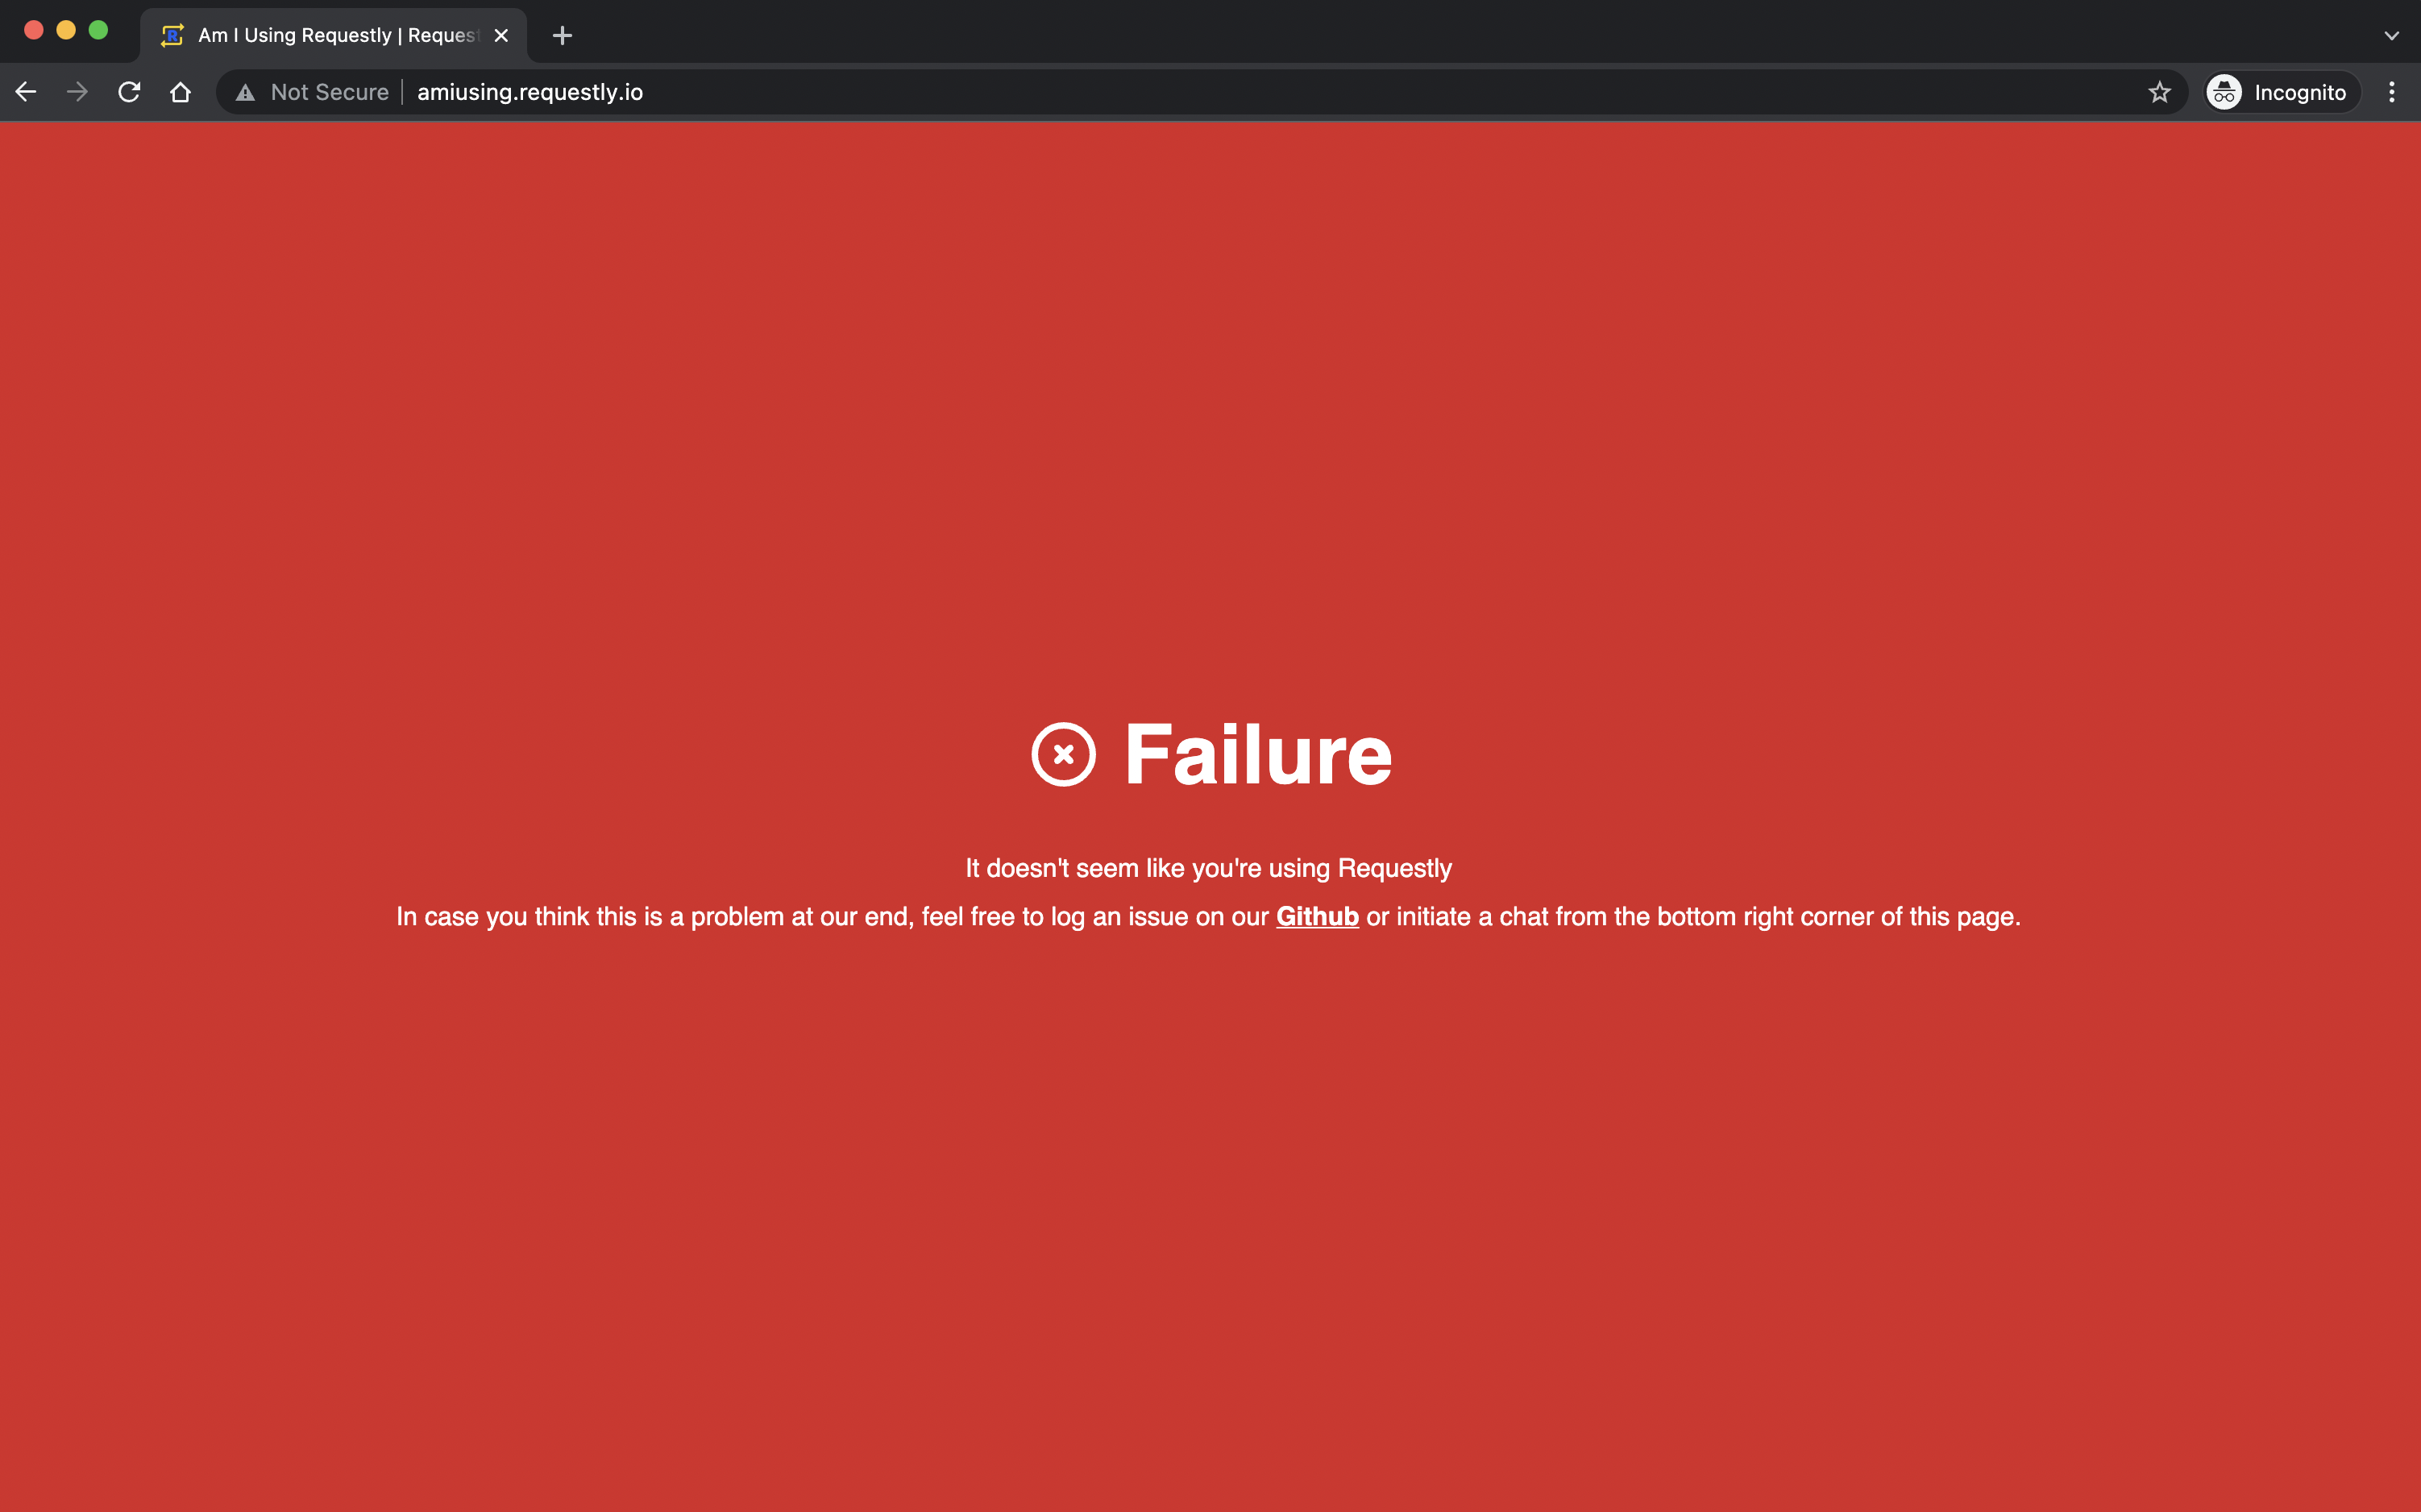 Am I Using Requestly | Request
Not Secure
amiusing.requestly.io
Incognito
Failure
It doesn't seem like you're using Requestly
In case you think this is a problem at our end, feel free to log an issue on our Github or initiate a chat from the bottom right corner of this page.